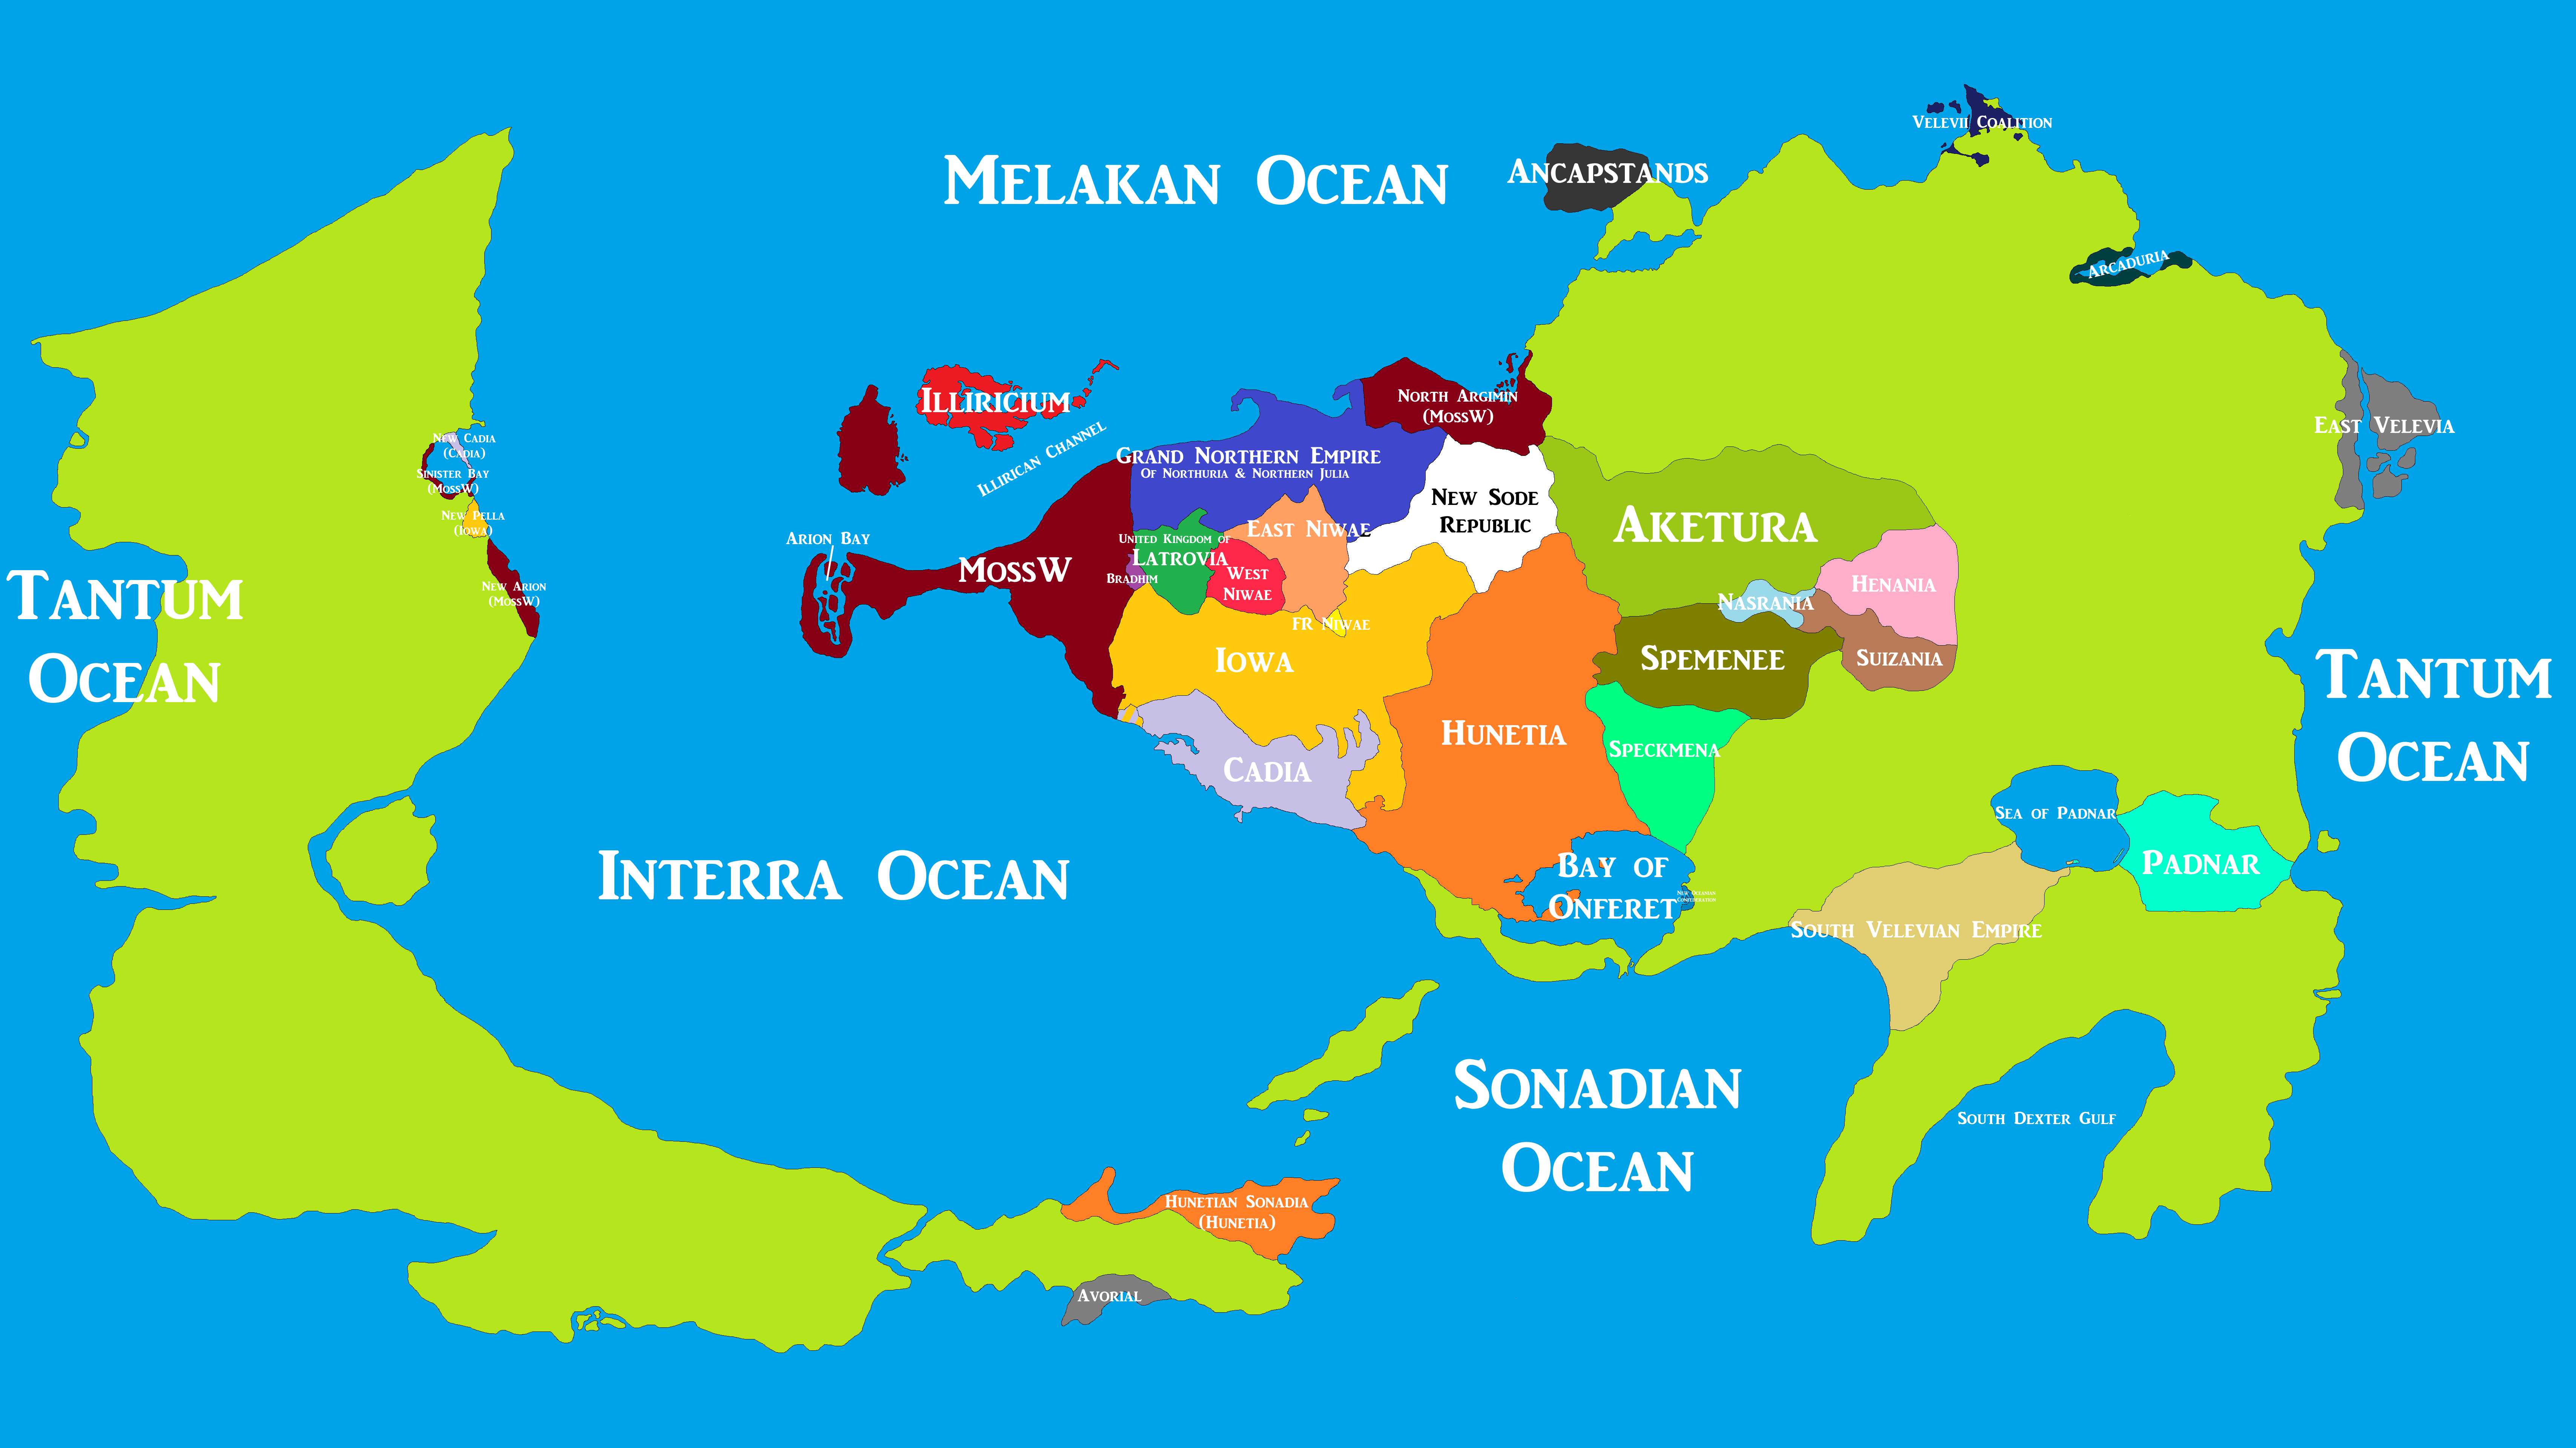 Velevii Coalition
Melakan Ocean
Ancapstands
Arcaduria
Illiricium
North Argimin
(MossW)
East Velevia
New Cadia
(Cadia)
Illirican Channel
Grand Northern Empire
Of Northuria & Northern Julia
Sinister Bay
(MossW)
New Sode
Republic
New Pella
(Iowa)
East Niwae
Aketura
Arion Bay
United Kingdom of
Latrovia
MossW
Bradhim
West
Niwae
New Arion
(MossW)
Henania
Nasrania
Tantum
Ocean
FR Niwae
Iowa
Spemenee
Suizania
Tantum
Ocean
Hunetia
Speckmena
Cadia
Sea of Padnar
Padnar
Interra Ocean
Bay of
Onferet
New Oceanian
Confederation
South Velevian Empire
Sonadian
Ocean
South Dexter Gulf
Hunetian Sonadia
(Hunetia)
Avorial